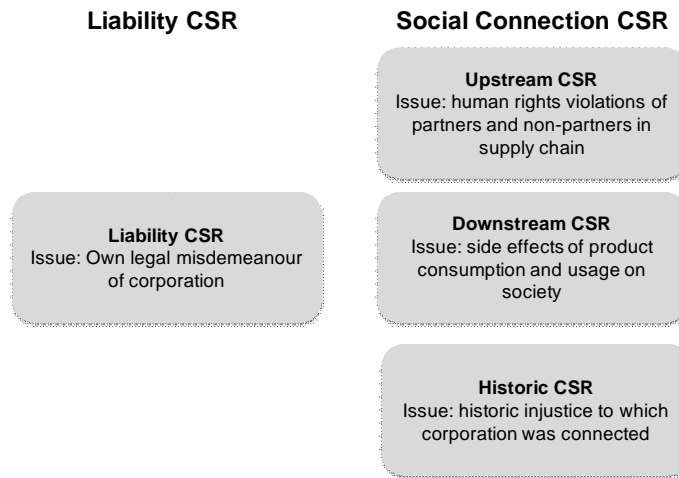 Liability CSR
Social Connection CSR
Upstream CSR
Issue: human rights violations of
partners and non-partners in
supply chain
Liability CSR
Issue: Own legal misdemeanour
of corporation
Downstream CSR
Issue: side effects of product
consumption and usage on
society
Historic CSR
Issue: historic injustice to which
corporation was connected